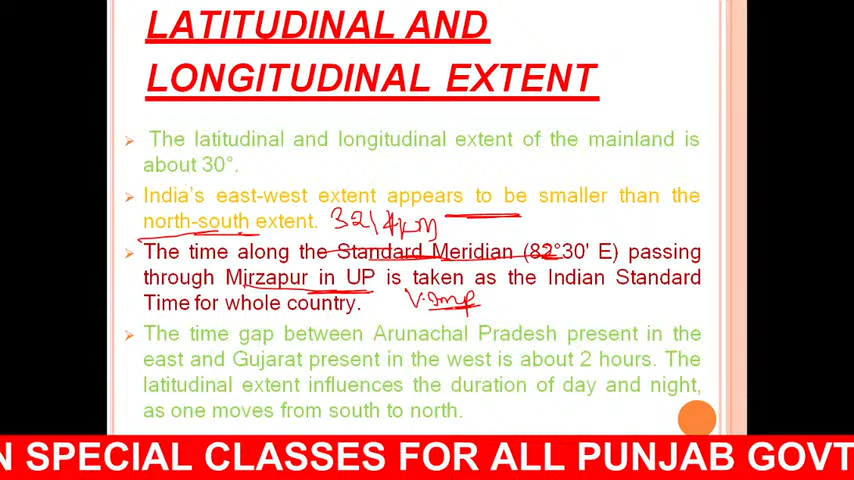 LATITUDINAL AND
LONGITUDINAL EXTENT
➢ The latitudinal and longitudinal extent of the mainland is
about 30°.
➢ India's east-west extent appears to be smaller than the
north-south extent. 3214km
➢ The time along the Standard Meridian (82°30' E) passing
through Mirzapur in UP is taken as the Indian Standard
Time for whole country. V.Imp
➢ The time gap between Arunachal Pradesh present in the
east and Gujarat present in the west is about 2 hours. The
latitudinal extent influences the duration of day and night,
as one moves from south to north.
N SPECIAL CLASSES FOR ALL PUNJAB GOVT